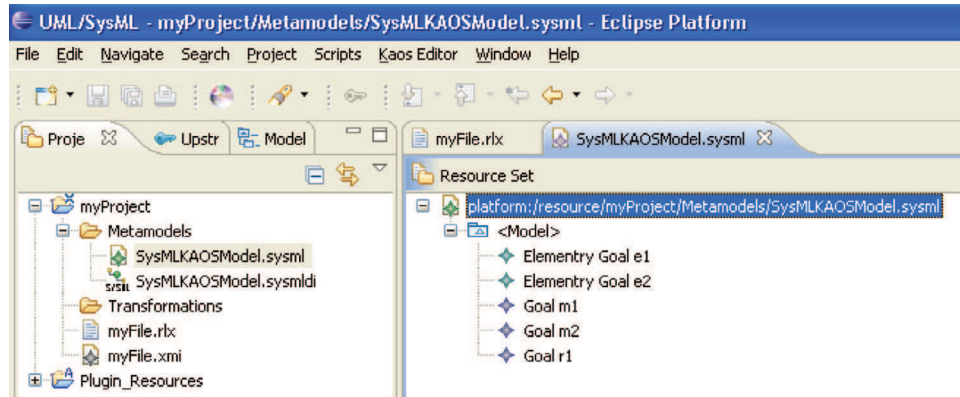 UML/SysML - myProject/Metamodels/SysMLKAOSModel.sysml - Eclipse Platform
File Edit Navigate Search Project Scripts Kaos Editor Window Help
Proje Upstr Model
myFile.rlx SysMLKAOSModel.sysml
Resource Set
myProject
Metamodels
SysMLKAOSModel.sysml
SysMLKAOSModel.sysmldi
Transformations
myFile.rlx
myFile.xmi
Plugin_Resources
platform:/resource/myProject/Metamodels/SysMLKAOSModel.sysml
<Model>
Elementry Goal e1
Elementry Goal e2
Goal m1
Goal m2
Goal r1